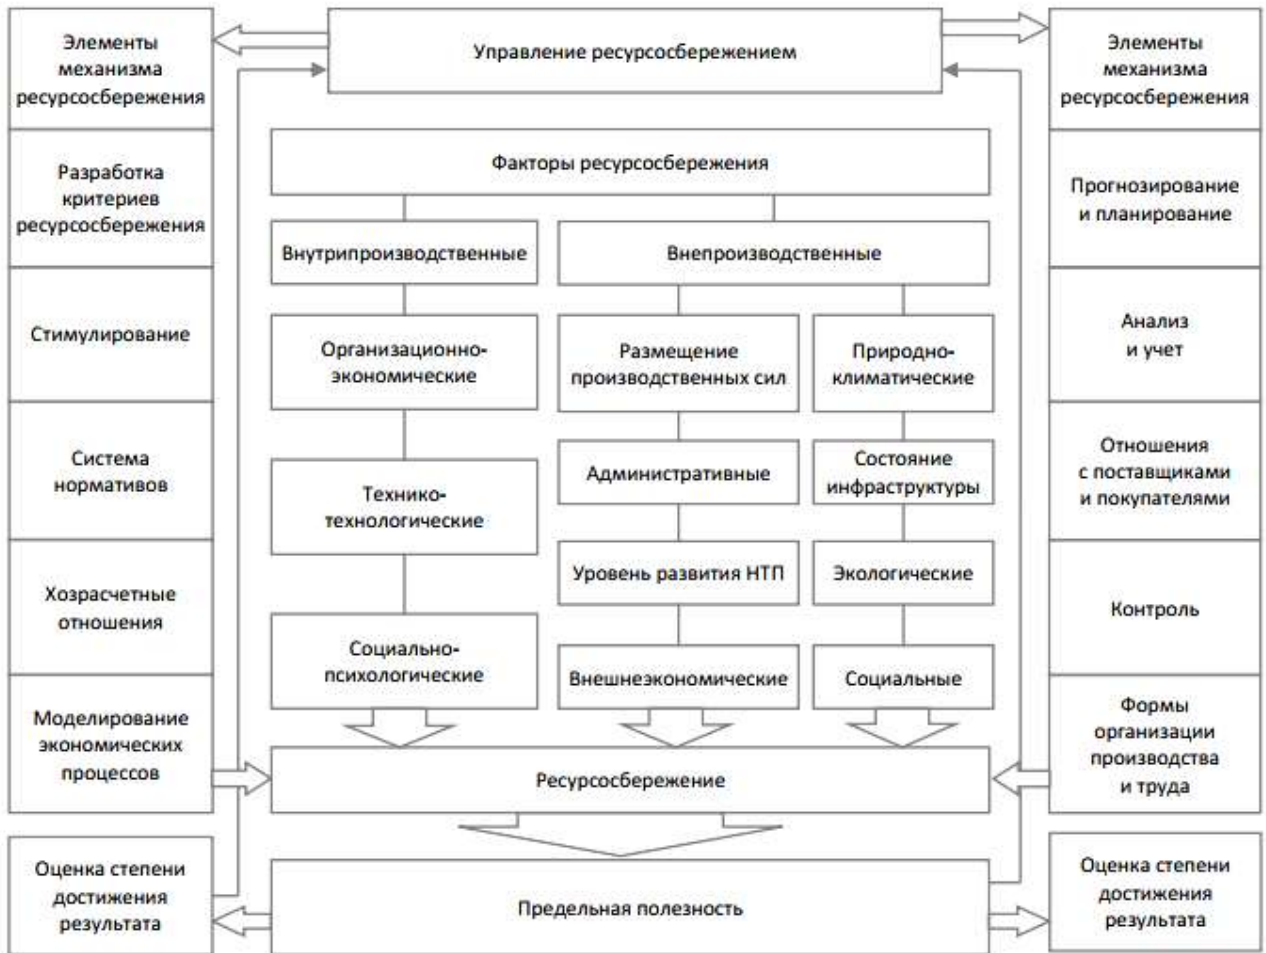 Элементы
механизма
ресурсосбережения
Управление ресурсосбережением
Элементы
механизма
ресурсосбережения
Разработка
критериев
ресурсосбережения
Факторы ресурсосбережения
Прогнозирование
и планирование
Внутрипроизводственные
Внепроизводственные
Стимулирование
Организационно-
экономические
Размещение
производственных сил
Природно-
климатические
Анализ
и учет
Система
нормативов
Технико-
технологические
Административные
Состояние
инфраструктуры
Отношения
с поставщиками
и покупателями
Хозрасчетные
отношения
Уровень развития НТП
Экологические
Контроль
Социально-
психологические
Внешнеэкономические
Социальные
Моделирование
экономических
процессов
Ресурсосбережение
Формы
организации
производства
и труда
Оценка степени
достижения
результата
Предельная полезность
Оценка степени
достижения
результата